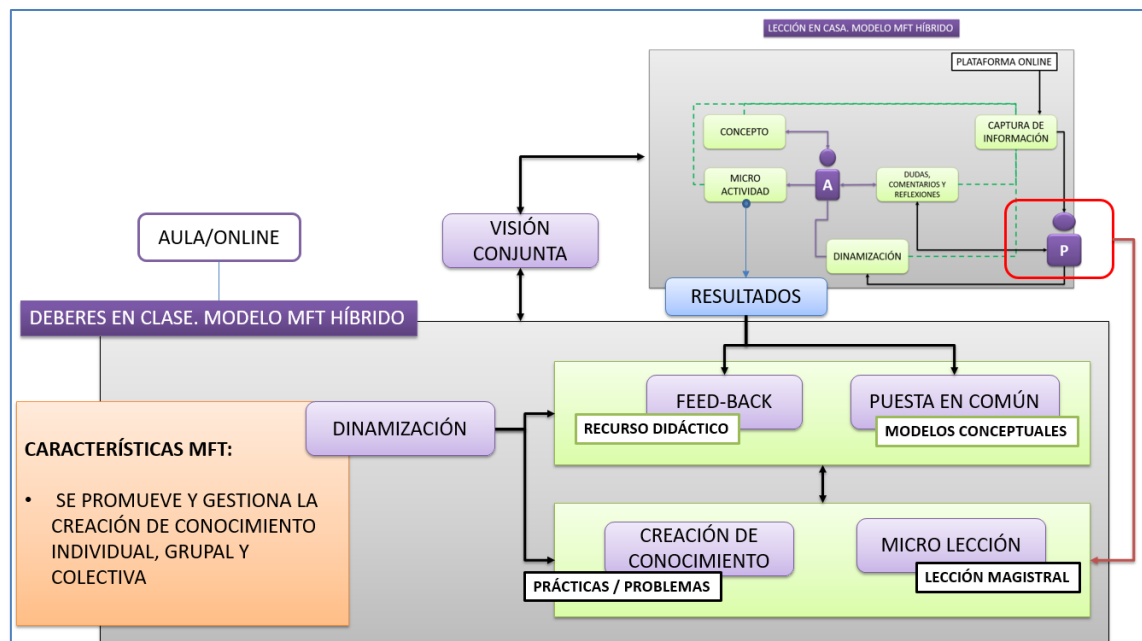 LECCIÓN EN CASA. MODELO MFT HÍBRIDO
PLATAFORMA ONLINE
CONCEPTO
CAPTURA DE
INFORMACIÓN
MICRO
ACTIVIDAD
A
DUDAS,
COMENTARIOS Y
REFLEXIONES
P
DINAMIZACIÓN
VISIÓN
CONJUNTA
AULA/ONLINE
RESULTADOS
DEBERES EN CLASE. MODELO MFT HÍBRIDO
FEED-BACK
RECURSO DIDÁCTICO
PUESTA EN COMÚN
MODELOS CONCEPTUALES
DINAMIZACIÓN
CARACTERÍSTICAS MFT:
• SE PROMUEVE Y GESTIONA LA
CREACIÓN DE CONOCIMIENTO
INDIVIDUAL, GRUPAL Y
COLECTIVA
CREACIÓN DE
CONOCIMIENTO
PRÁCTICAS / PROBLEMAS
MICRO LECCIÓN
LECCIÓN MAGISTRAL